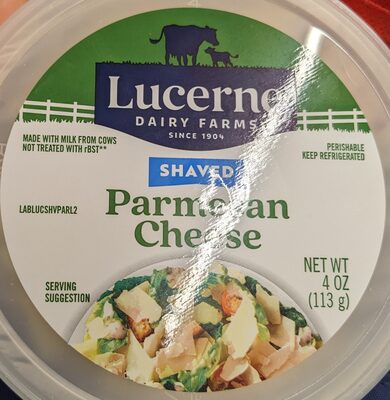 Lucerne
DAIRY FARMS
SINCE 1904
MADE WITH MILK FROM COWS
NOT TREATED WITH rBST**
PERISHABLE
KEEP REFRIGERATED
SHAVED
LABLUCSHVPARL2
Parmesan
Cheese
NET WT
4 OZ
(113 g)
SERVING
SUGGESTION